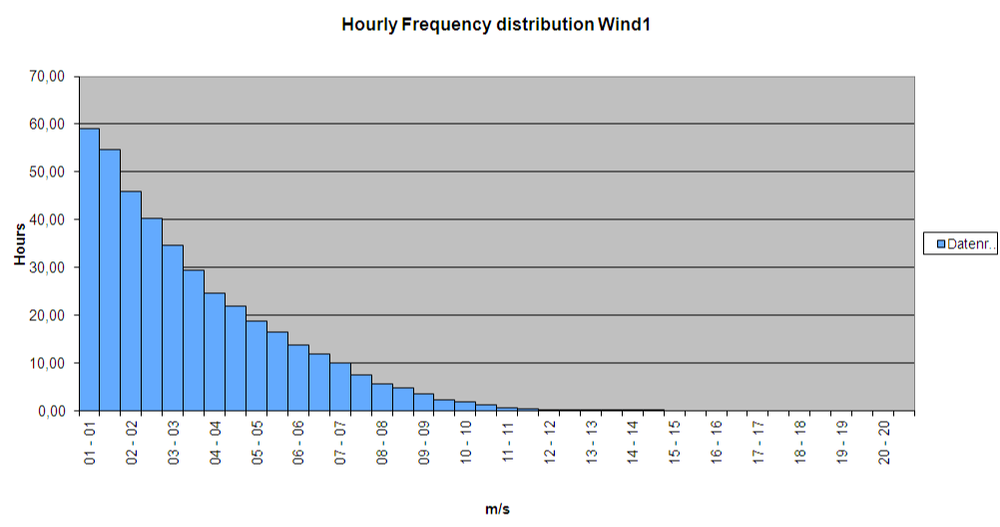 Hourly Frequency distribution Wind1
70,00
60,00
50,00
40,00
30,00
20,00
10,00
0,00
Hours
01 - 01
02 - 02
03 - 03
04 - 04
05 - 05
06 - 06
07 - 07
08 - 08
09 - 09
10 - 10
11 - 11
12 - 12
13 - 13
14 - 14
15 - 15
16 - 16
17 - 17
18 - 18
19 - 19
20 - 20
m/s
Datenr..